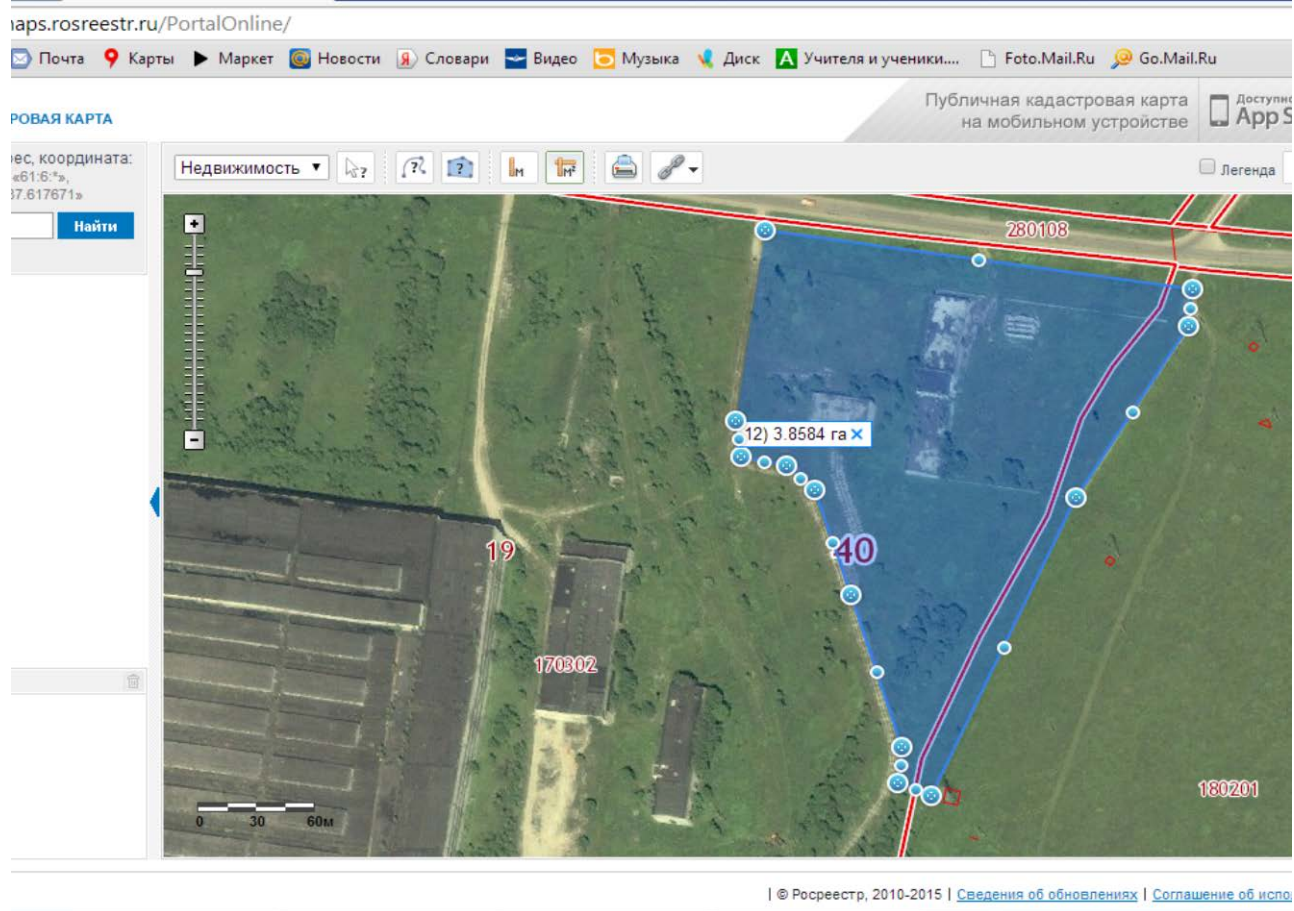 naps.rosreestr.ru/PortalOnline/
Почта Карты Маркет Новости Словари Видео Музыка Диск Учителя и ученики.... Foto.Mail.Ru Go.Mail.Ru
Публичная кадастровая карта
на мобильном устройстве
Доступно
App S
РОВАЯ КАРТА
рес, координата:
«61:6:*»,
37.617671»
Найти
Недвижимость
Легенда
280108
12) 3.8584 га
40
19
170302
180201
0 30 60м
| © Росреестр, 2010-2015 | Сведения об обновлениях | Соглашение об испо